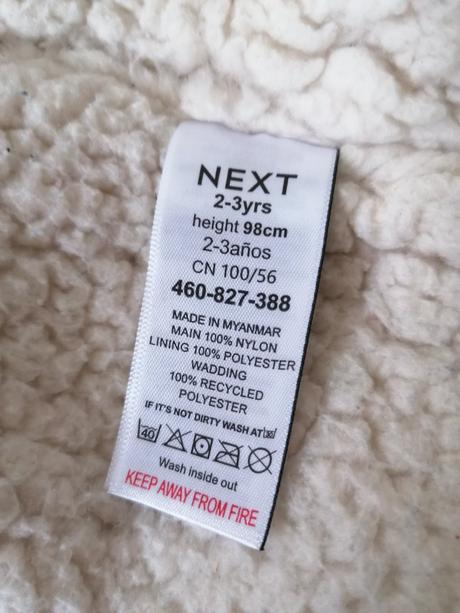 NEXT
2-3yrs
height 98cm
2-3años
CN 100/56
460-827-388
MADE IN MYANMAR
MAIN 100% NYLON
LINING 100% POLYESTER
WADDING
100% RECYCLED
POLYESTER
IF IT'S NOT DIRTY WASH AT
40
Wash inside out
KEEP AWAY FROM FIRE